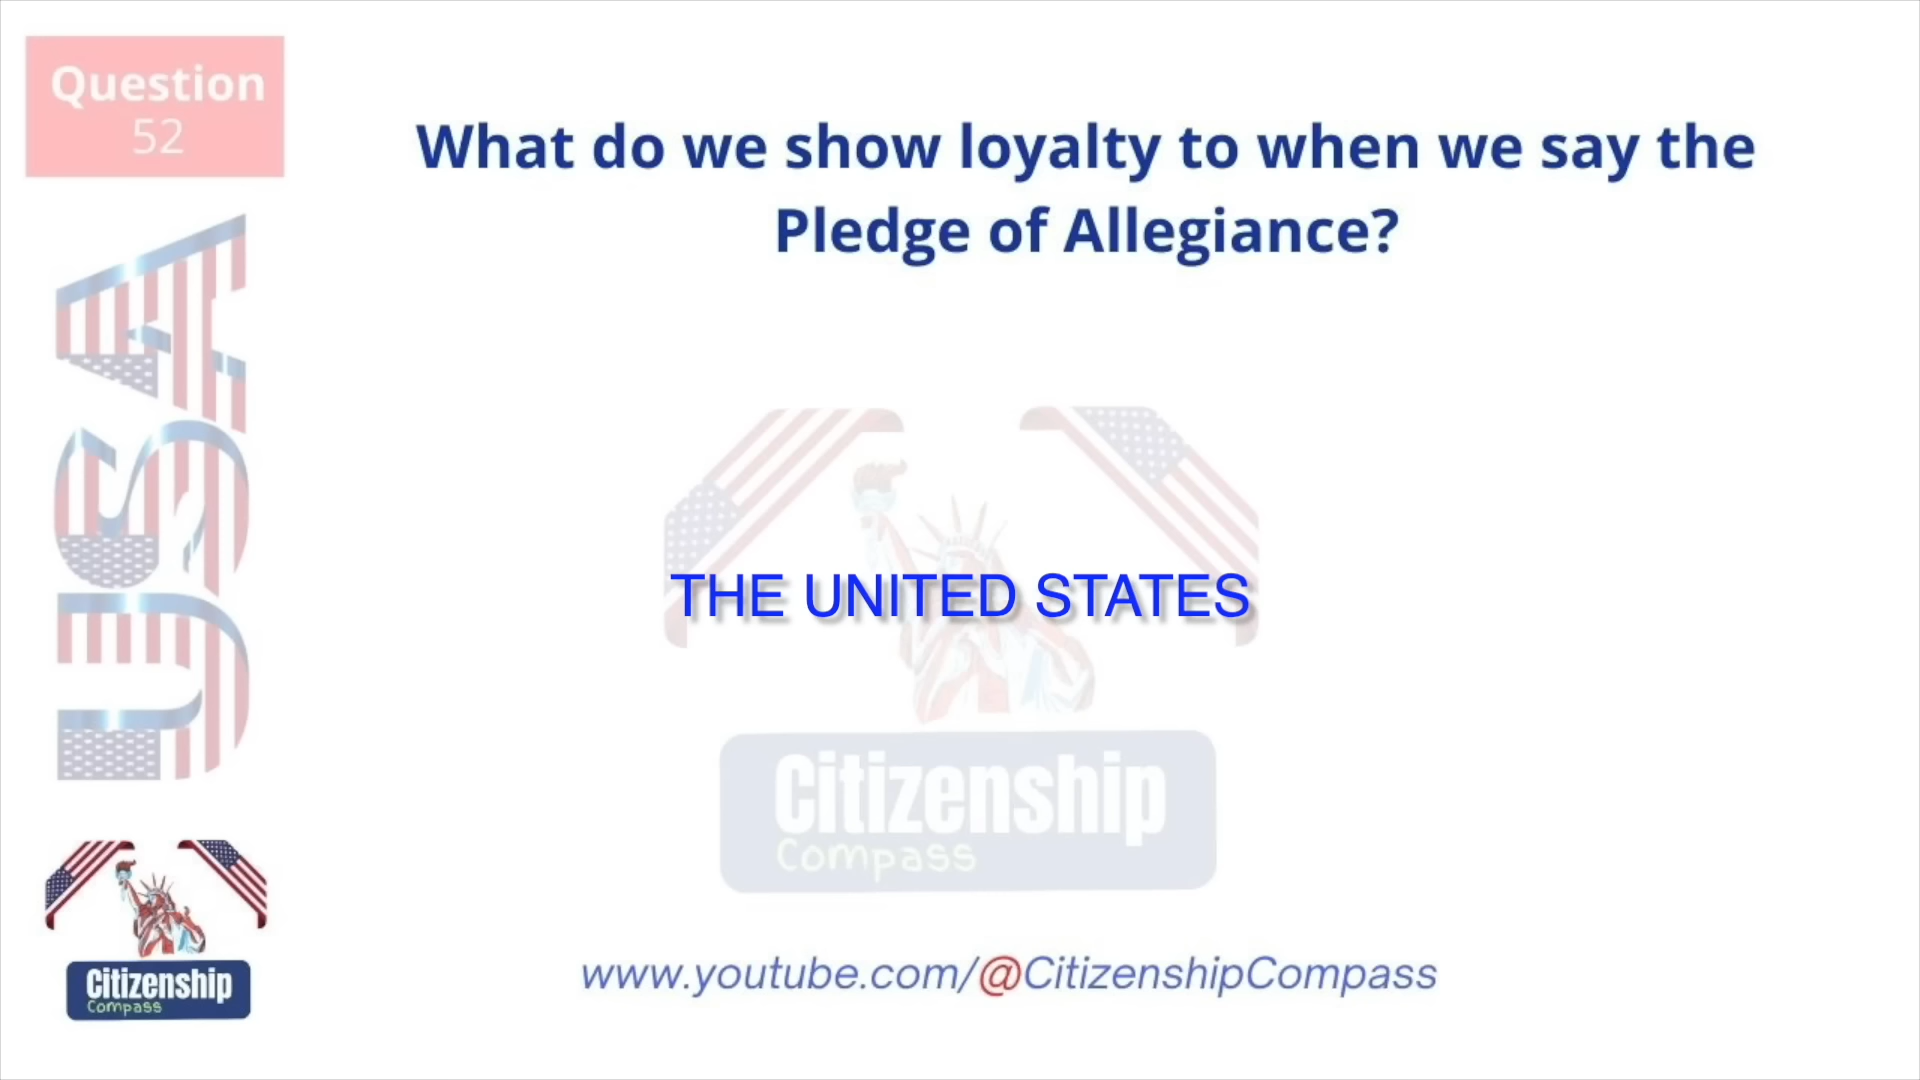 Question
52
What do we show loyalty to when we say the
Pledge of Allegiance?
USA
THE UNITED STATES
Citizenship
Compass
Citizenship
Compass
www.youtube.com/@CitizenshipCompass